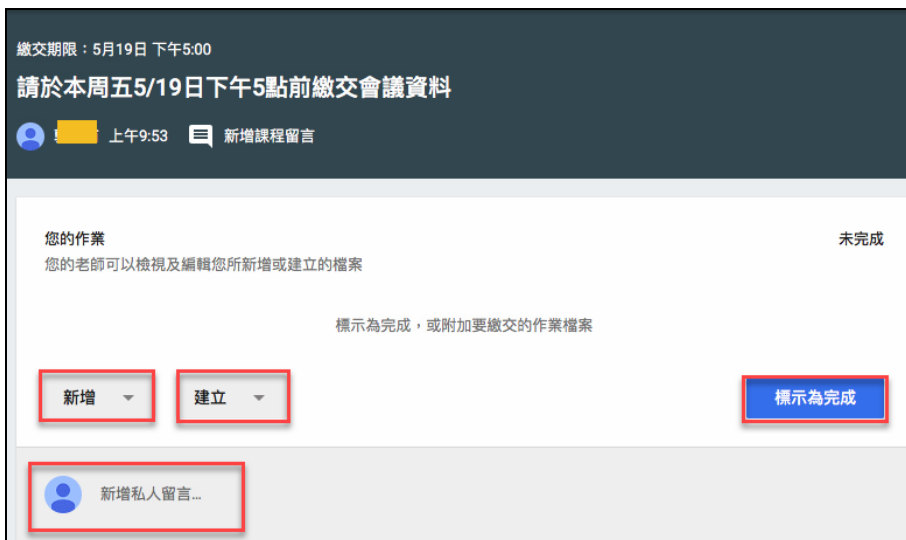 繳交期限：5月19日 下午5:00
請於本周五5/19日下午5點前繳交會議資料
上午9:53 新增課程留言
您的作業 未完成
您的老師可以檢視及編輯您所新增或建立的檔案
標示為完成，或附加要繳交的作業檔案
新增 建立 標示為完成
新增私人留言...